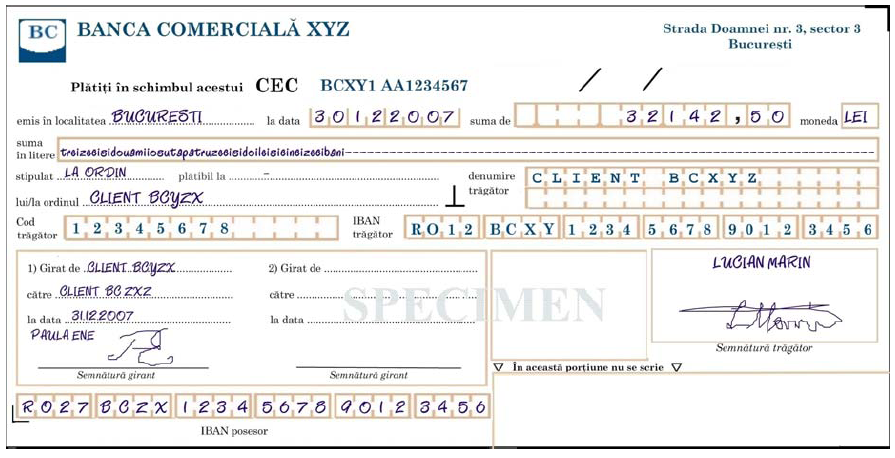 BC BANCA COMERCIALĂ XYZ
Strada Doamnei nr. 3, sector 3
București
Plătiți în schimbul acestui CEC BCXY1 AA1234567
emis în localitatea BUCURESTI la data 30122007 suma de 32142,50 moneda LEI
suma
în litere treizecisidouamiiosutapatruzecisidoileisicincizecibani
stipulat LA ORDIN plătibil la – denumire
trăgător CLIENT BCXYZ
lui/la ordinul CLIENT BCYZX
Cod
trăgător 12345678 IBAN
trăgător RO12 BCXY 1234 5678 9012 3456
1) Girat de CLIENT BCYZX 2) Girat de
către CLIENT BCZXZ către
la data 31.12.2007 la data
PAULA ENE
Semnătură girant Semnătură girant
SPECIMEN
LUCIAN MARIN
Semnătură trăgător
În această porțiune nu se scrie
RO27 BCZX 1234 5678 9012 3456
IBAN posesor